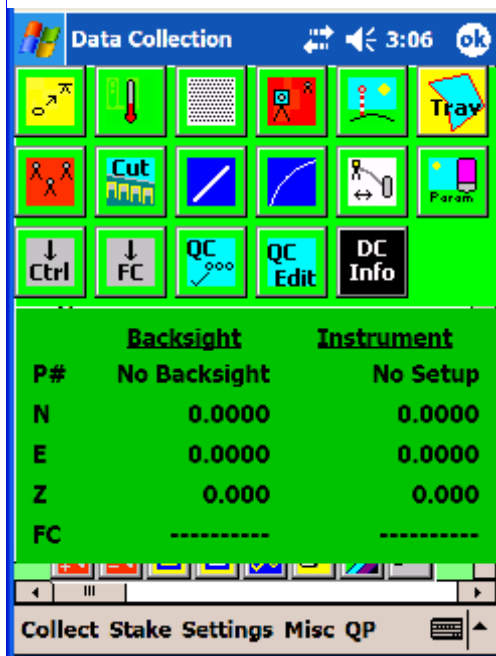 Data Collection 3:06 ok
Trav
Cut Param
Ctrl FC QC QC Edit DC Info
Backsight Instrument
P# No Backsight No Setup
N 0.0000 0.0000
E 0.0000 0.0000
Z 0.000 0.000
FC ---------- ----------
Collect Stake Settings Misc QP